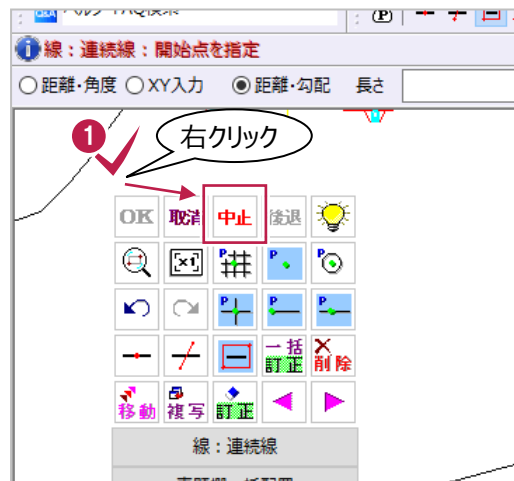 (P)
線：連続線：開始点を指定
距離・角度 XY入力 距離・勾配 長さ
1 右クリック
OK 取消 中止 後退
[×1] P P P
P P P
一括訂正 削除
移動 複写 訂正
線：連続線